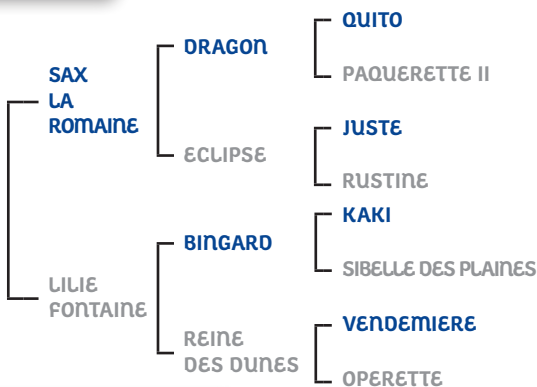 QUITO
DRAGON
PAQUERETTE II
SAX
LA
ROMAINE
JUSTE
ECLIPSE
RUSTINE
KAKI
BINGARD
SIBELLE DES PLAINES
LILIE
FONTAINE
VENDEMIERE
REINE
DES DUNES
OPERETTE